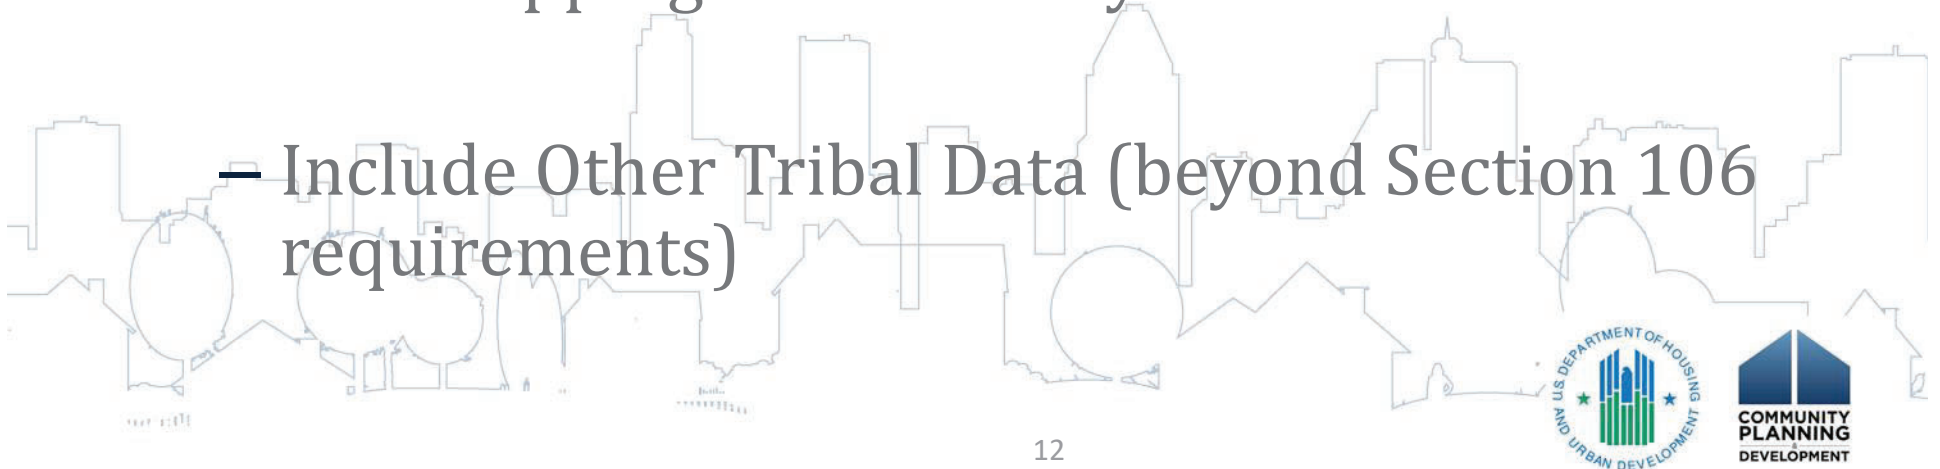 – Include Other Tribal Data (beyond Section 106
requirements)
12
U.S. DEPARTMENT OF HOUSING
AND URBAN DEVELOPMENT
COMMUNITY
PLANNING
&
DEVELOPMENT